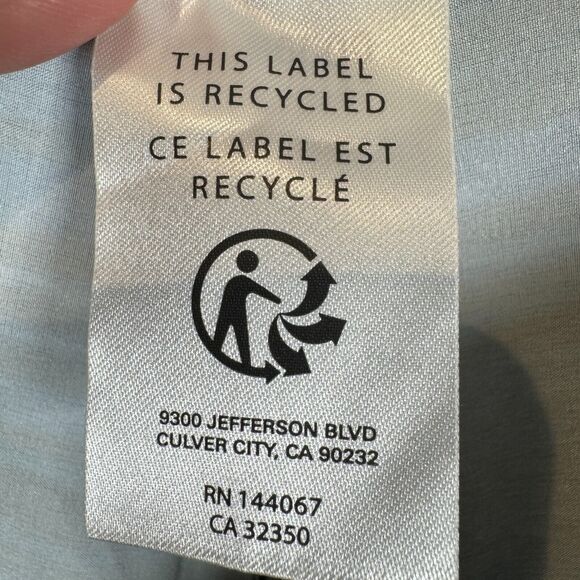 THIS LABEL
IS RECYCLED
CE LABEL EST
RECYCLÉ
9300 JEFFERSON BLVD
CULVER CITY, CA 90232
RN 144067
CA 32350